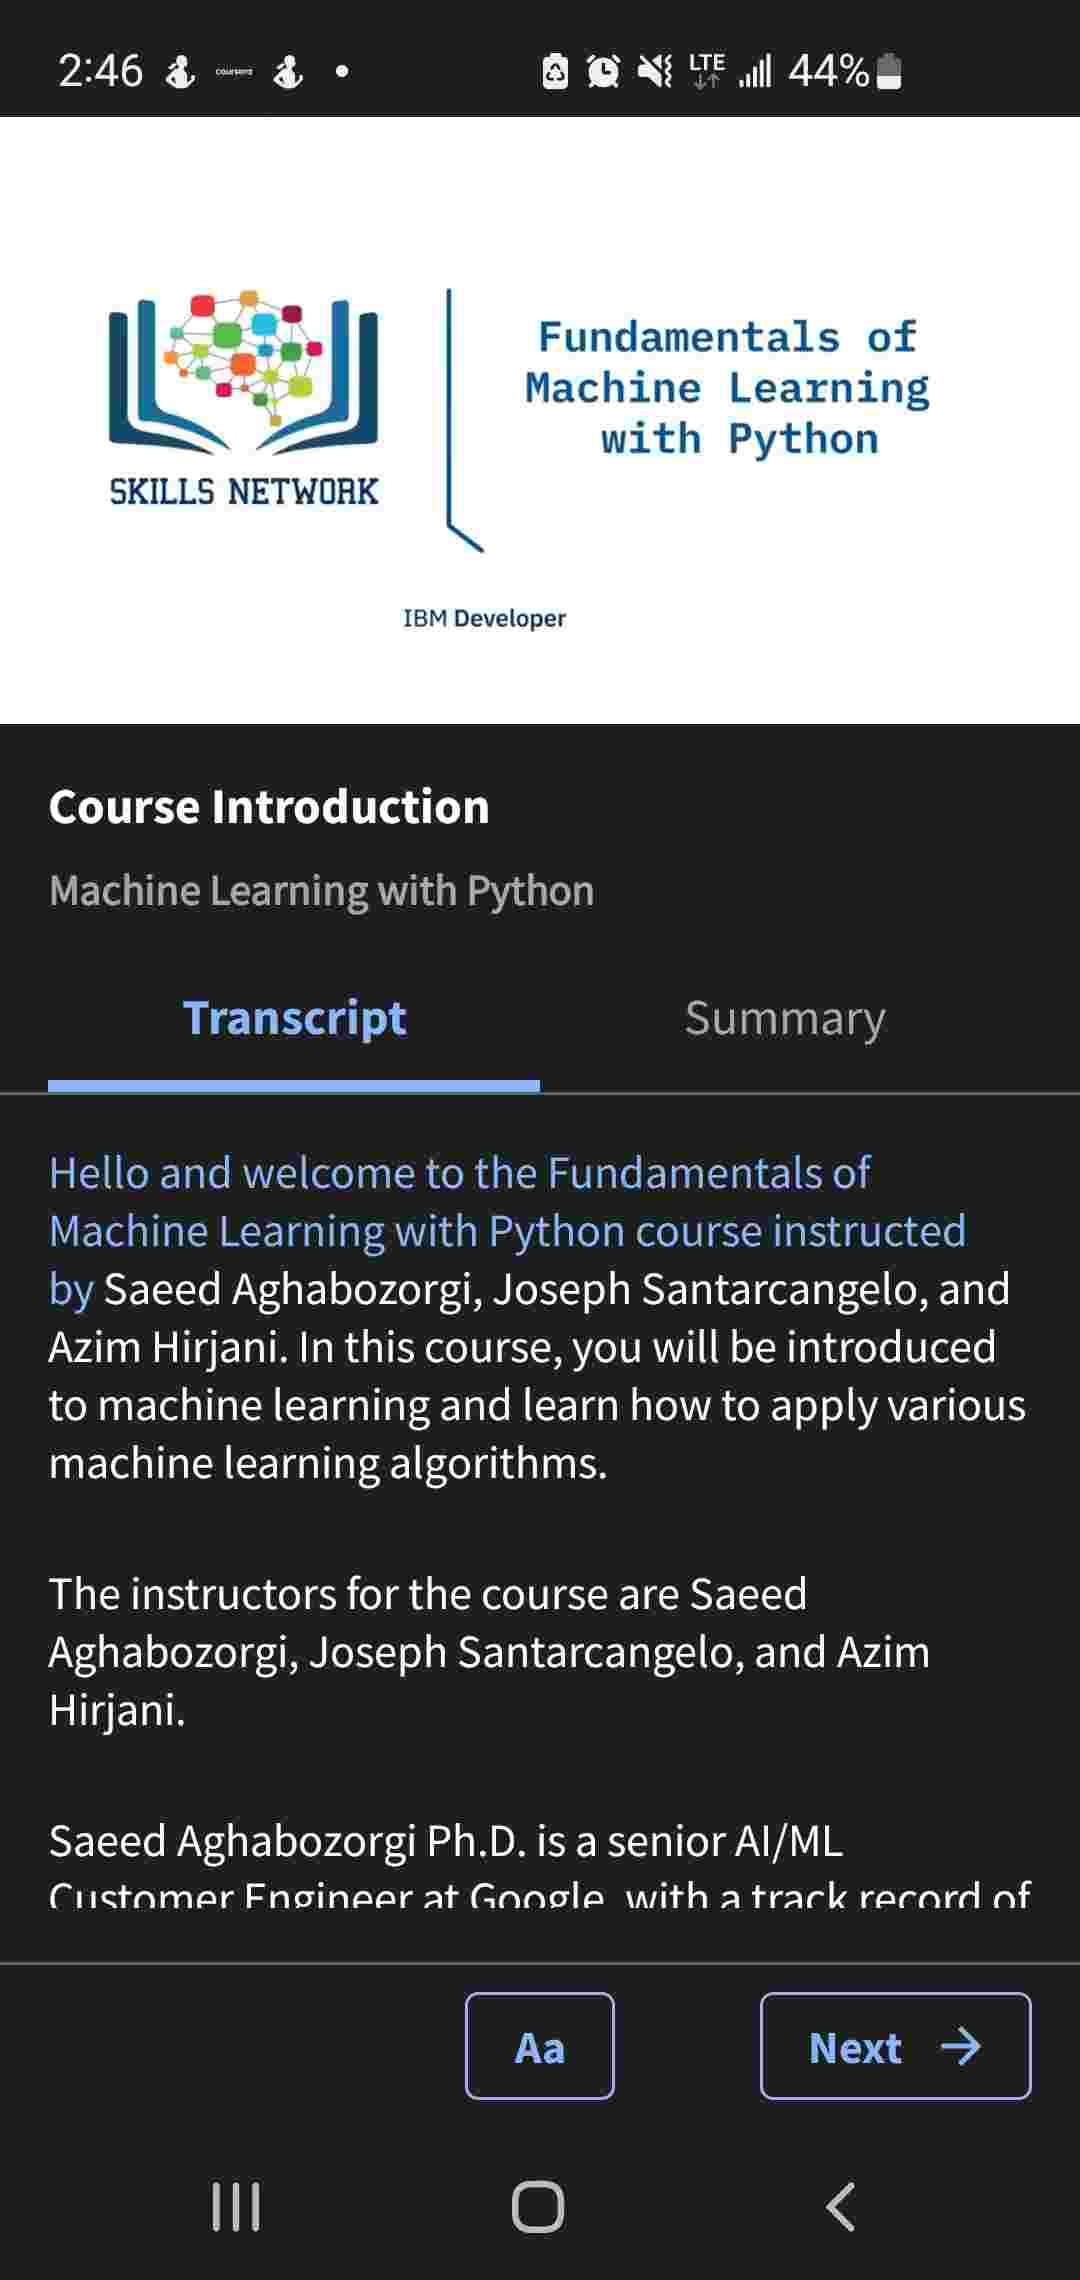 2:46 coursera LTE 44%
Fundamentals of
Machine Learning
with Python
SKILLS NETWORK
IBM Developer
Course Introduction
Machine Learning with Python
Transcript Summary
Hello and welcome to the Fundamentals of
Machine Learning with Python course instructed
by Saeed Aghabozorgi, Joseph Santarcangelo, and
Azim Hirjani. In this course, you will be introduced
to machine learning and learn how to apply various
machine learning algorithms.
The instructors for the course are Saeed
Aghabozorgi, Joseph Santarcangelo, and Azim
Hirjani.
Saeed Aghabozorgi Ph.D. is a senior AI/ML
Customer Engineer at Google, with a track record of
Aa Next